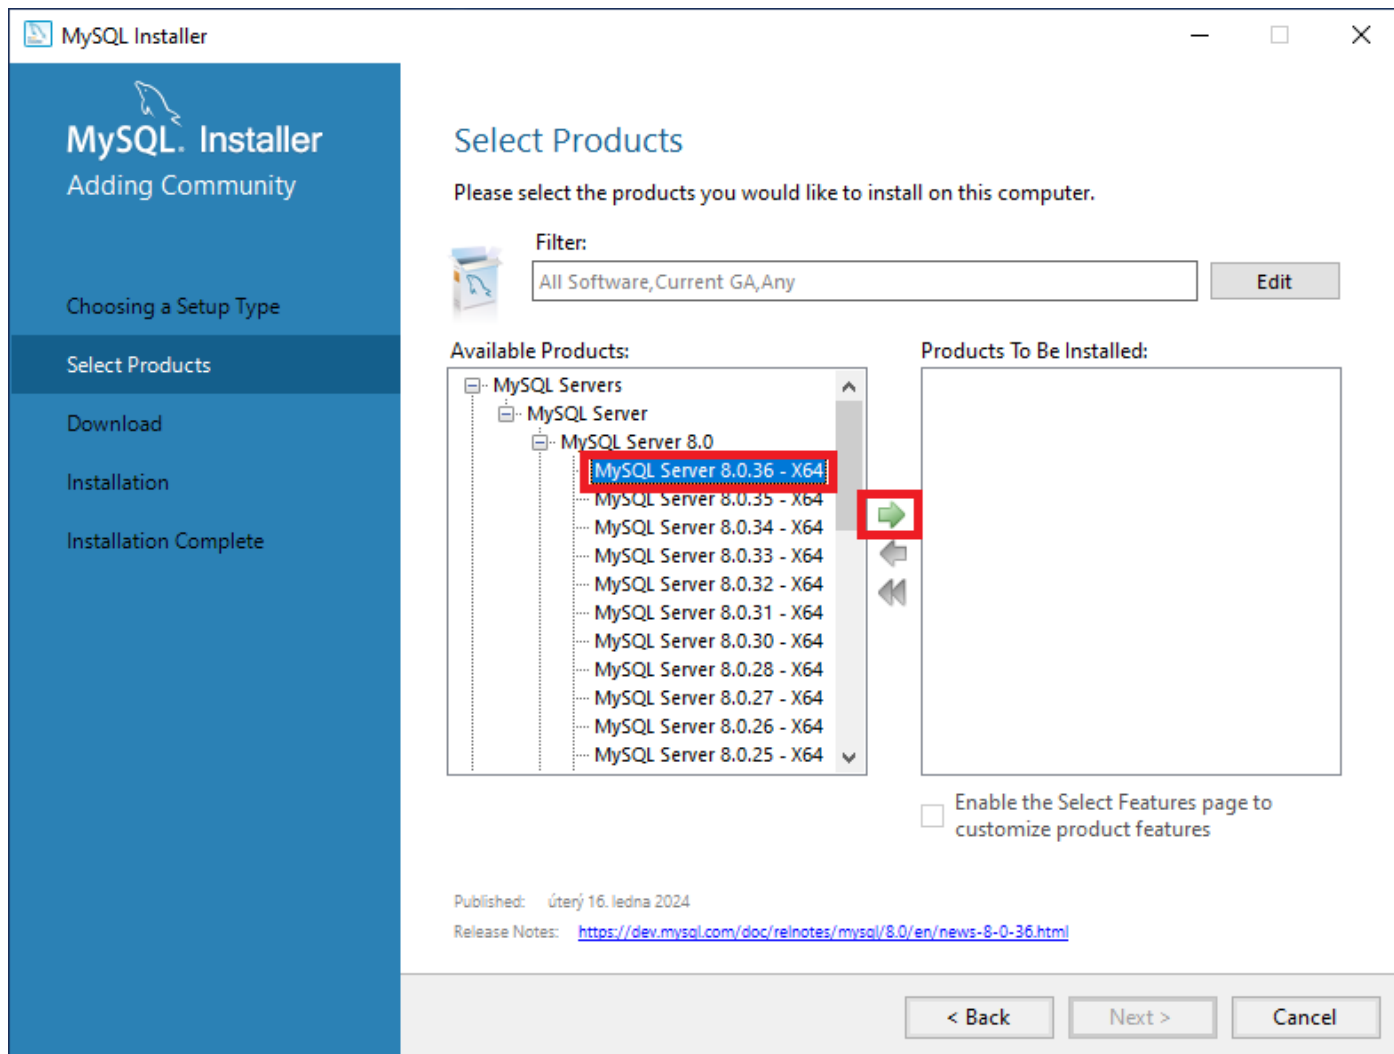 MySQL Installer
MySQL. Installer
Adding Community
Choosing a Setup Type
Select Products
Download
Installation
Installation Complete
Select Products
Please select the products you would like to install on this computer.
Filter:
All Software,Current GA,Any
Edit
Available Products:
MySQL Servers
MySQL Server
MySQL Server 8.0
MySQL Server 8.0.36 - X64
MySQL Server 8.0.35 - X64
MySQL Server 8.0.34 - X64
MySQL Server 8.0.33 - X64
MySQL Server 8.0.32 - X64
MySQL Server 8.0.31 - X64
MySQL Server 8.0.30 - X64
MySQL Server 8.0.28 - X64
MySQL Server 8.0.27 - X64
MySQL Server 8.0.26 - X64
MySQL Server 8.0.25 - X64
Products To Be Installed:
Enable the Select Features page to
customize product features
Published: úterý 16. ledna 2024
Release Notes: https://dev.mysql.com/doc/relnotes/mysql/8.0/en/news-8-0-36.html
< Back
Next >
Cancel